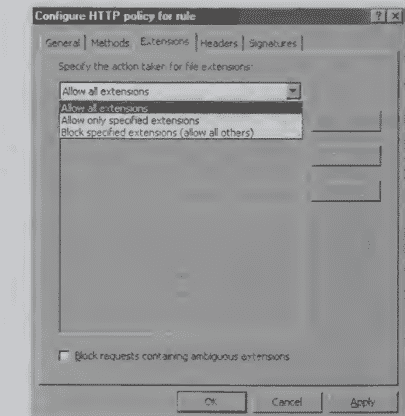 Configure HTTP policy for rule
General Methods Extensions Headers Signatures
Specify the action taken for file extensions:
Allow all extensions
Allow all extensions
Allow only specified extensions
Block specified extensions (allow all others)
Block requests containing ambiguous extensions
OK Cancel Apply